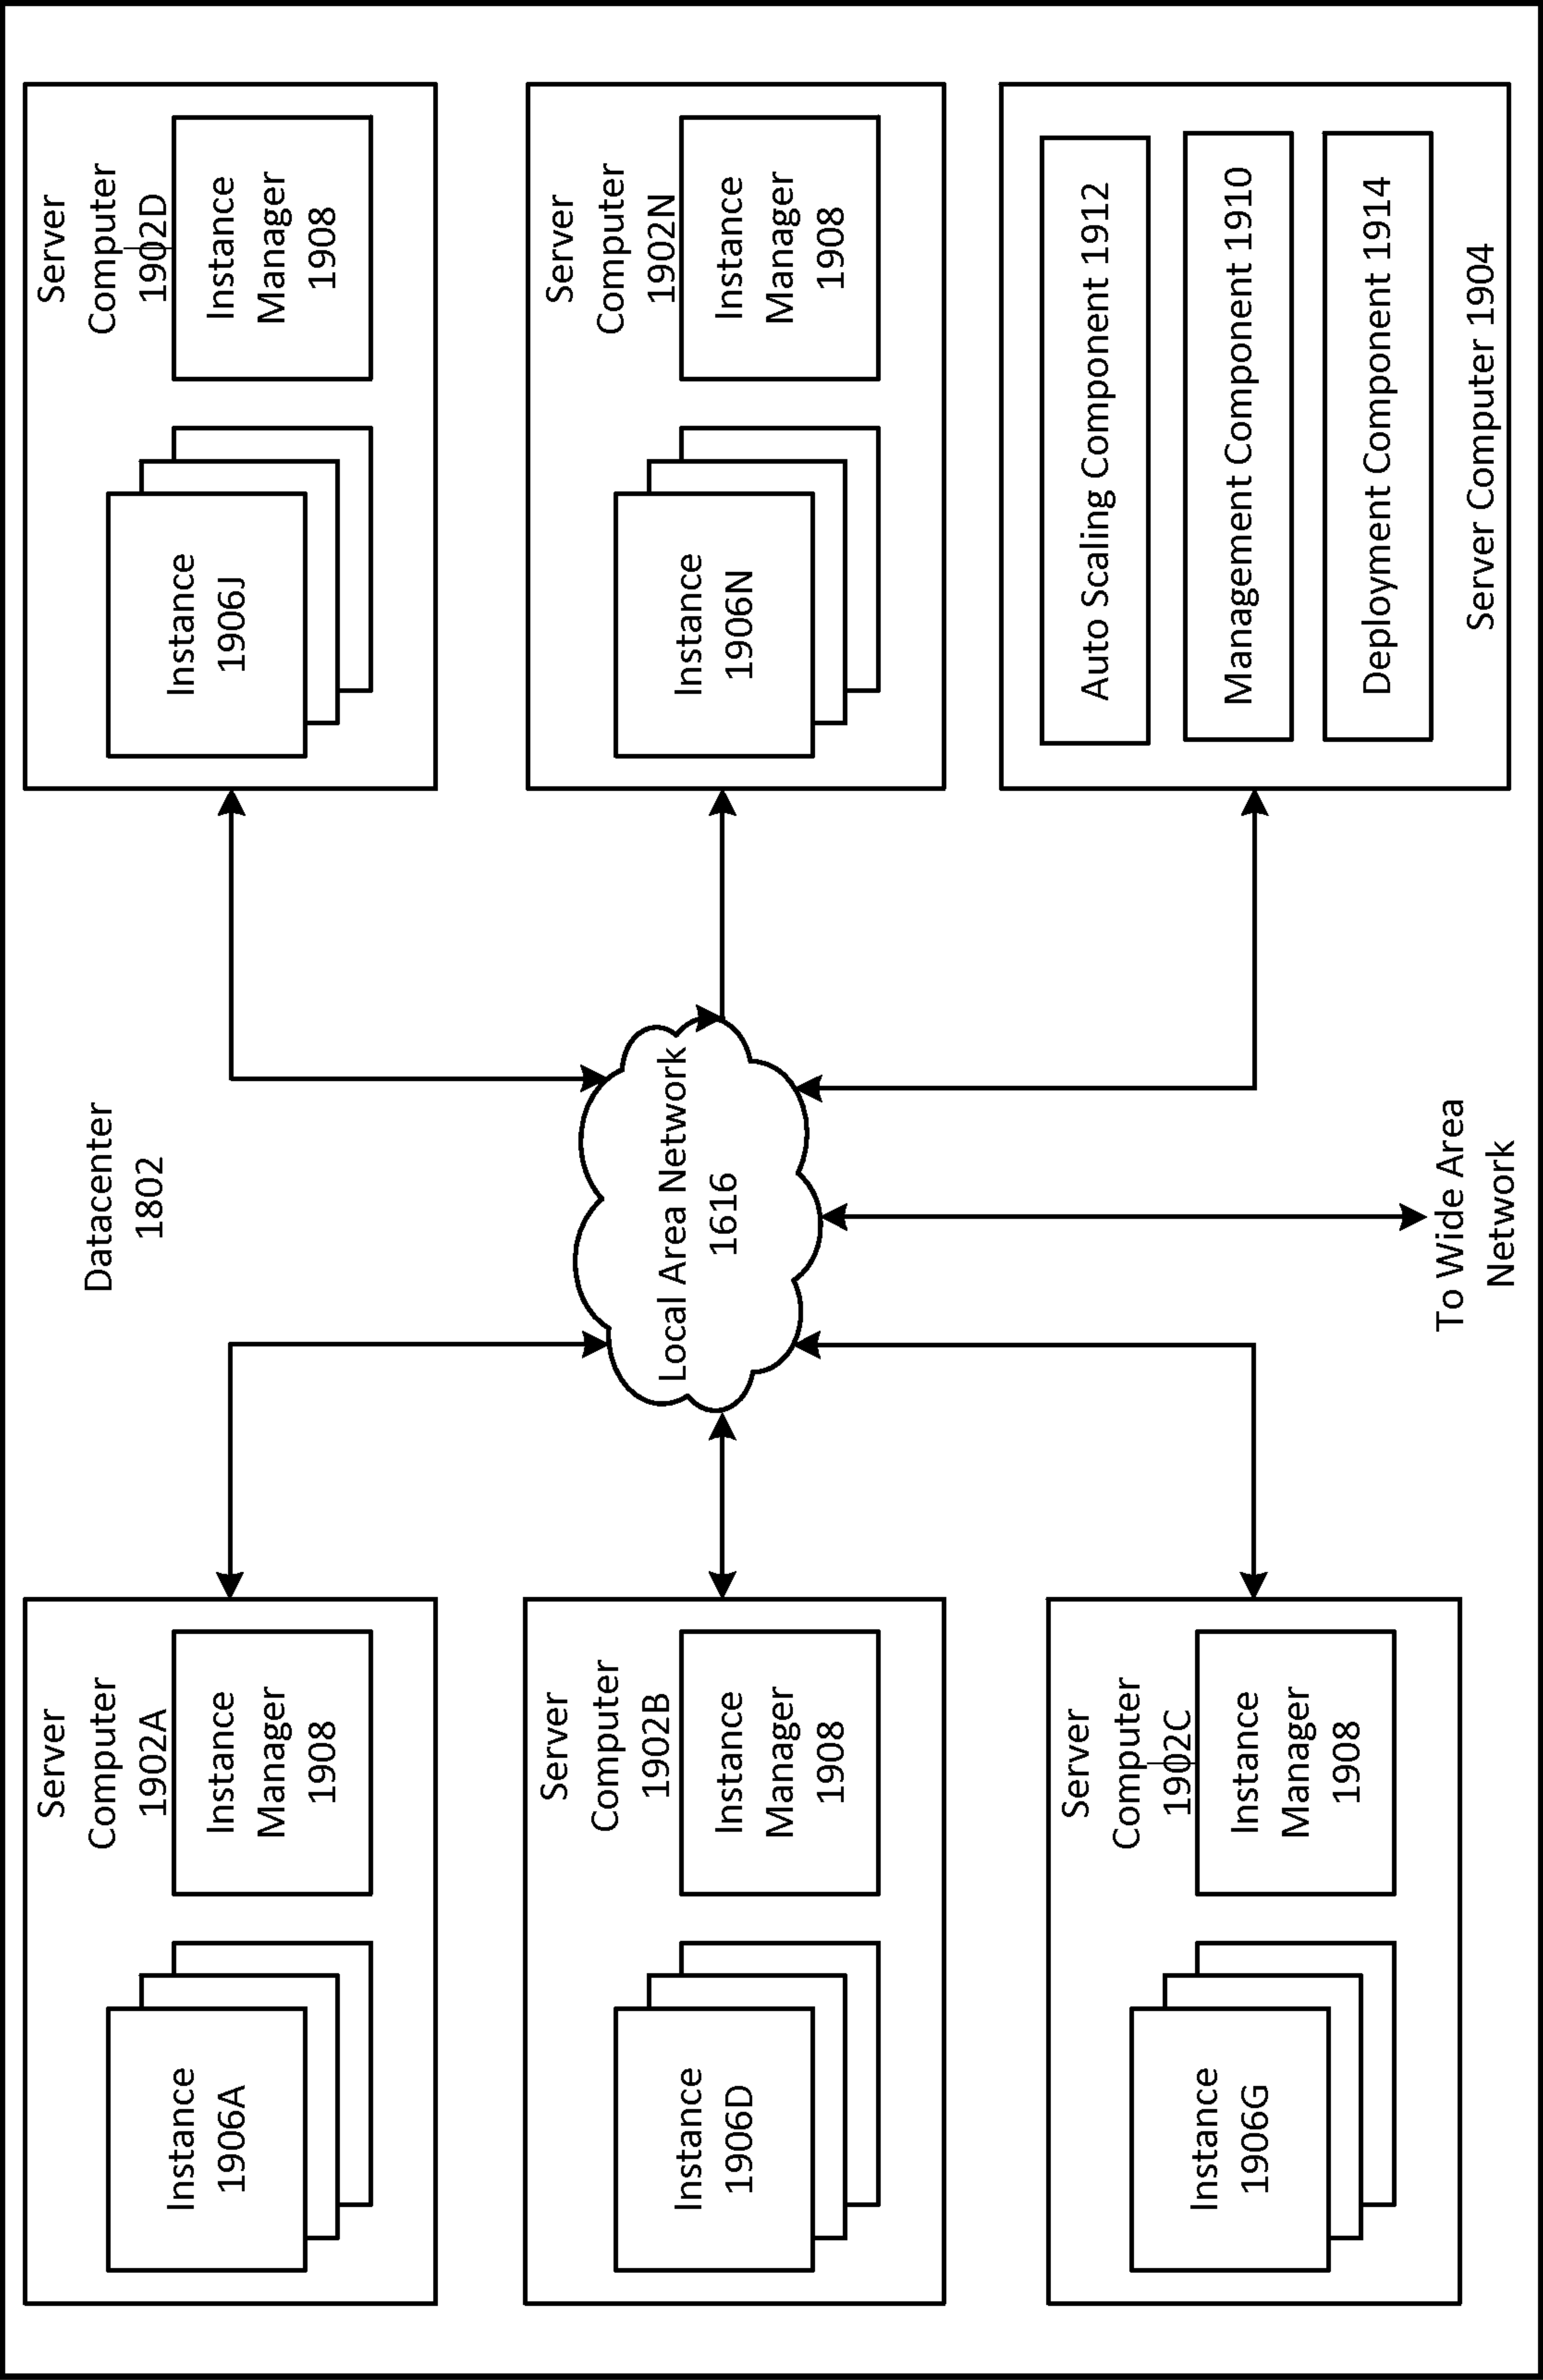 Datacenter
1802
Server
Computer
1902A
Instance
1906A
Instance
Manager
1908
Server
Computer
1902B
Instance
1906D
Instance
Manager
1908
Server
Computer
1902C
Instance
1906G
Instance
Manager
1908
Local Area Network
1616
To Wide Area
Network
Server
Computer
1902D
Instance
1906J
Instance
Manager
1908
Server
Computer
1902N
Instance
1906N
Instance
Manager
1908
Auto Scaling Component 1912
Management Component 1910
Deployment Component 1914
Server Computer 1904